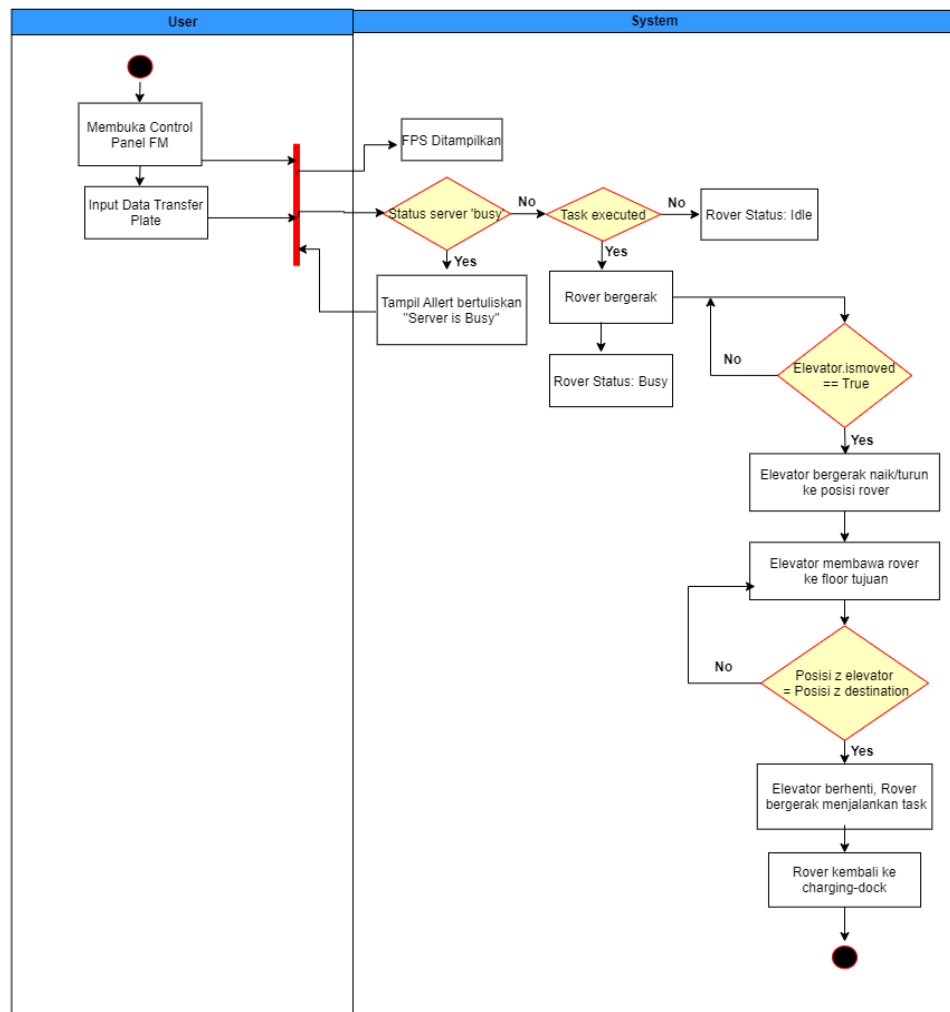 User
System
Membuka Control
Panel FM
FPS Ditampilkan
Input Data Transfer
Plate
Status server 'busy'
No
Task executed
No
Rover Status: Idle
Yes
Yes
Tampil Allert bertuliskan
"Server is Busy"
Rover bergerak
No
Elevator.ismoved
== True
Rover Status: Busy
Yes
Elevator bergerak naik/turun
ke posisi rover
Elevator membawa rover
ke floor tujuan
No
Posisi z elevator
= Posisi z destination
Yes
Elevator berhenti, Rover
bergerak menjalankan task
Rover kembali ke
charging-dock